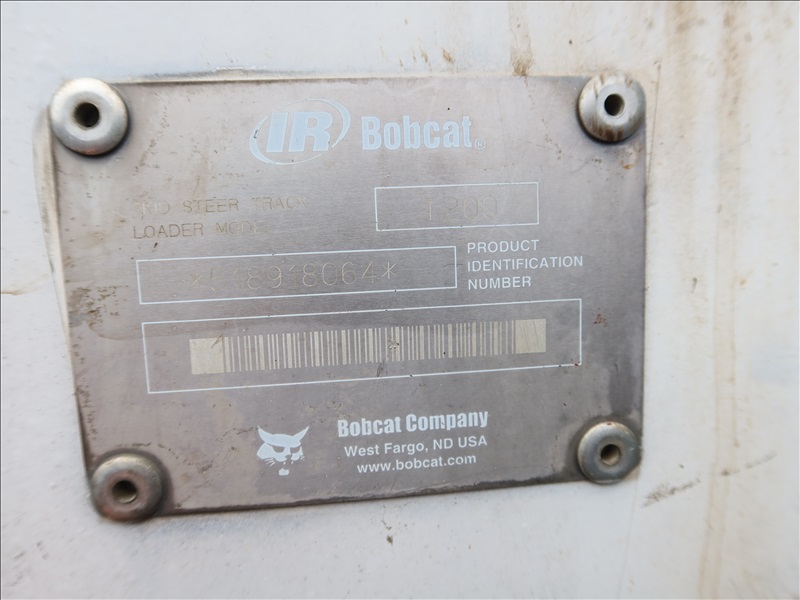 IR Bobcat®
STEER TRACK
LOADER
PRODUCT
IDENTIFICATION
NUMBER
Bobcat Company
West Fargo, ND USA
www.bobcat.com